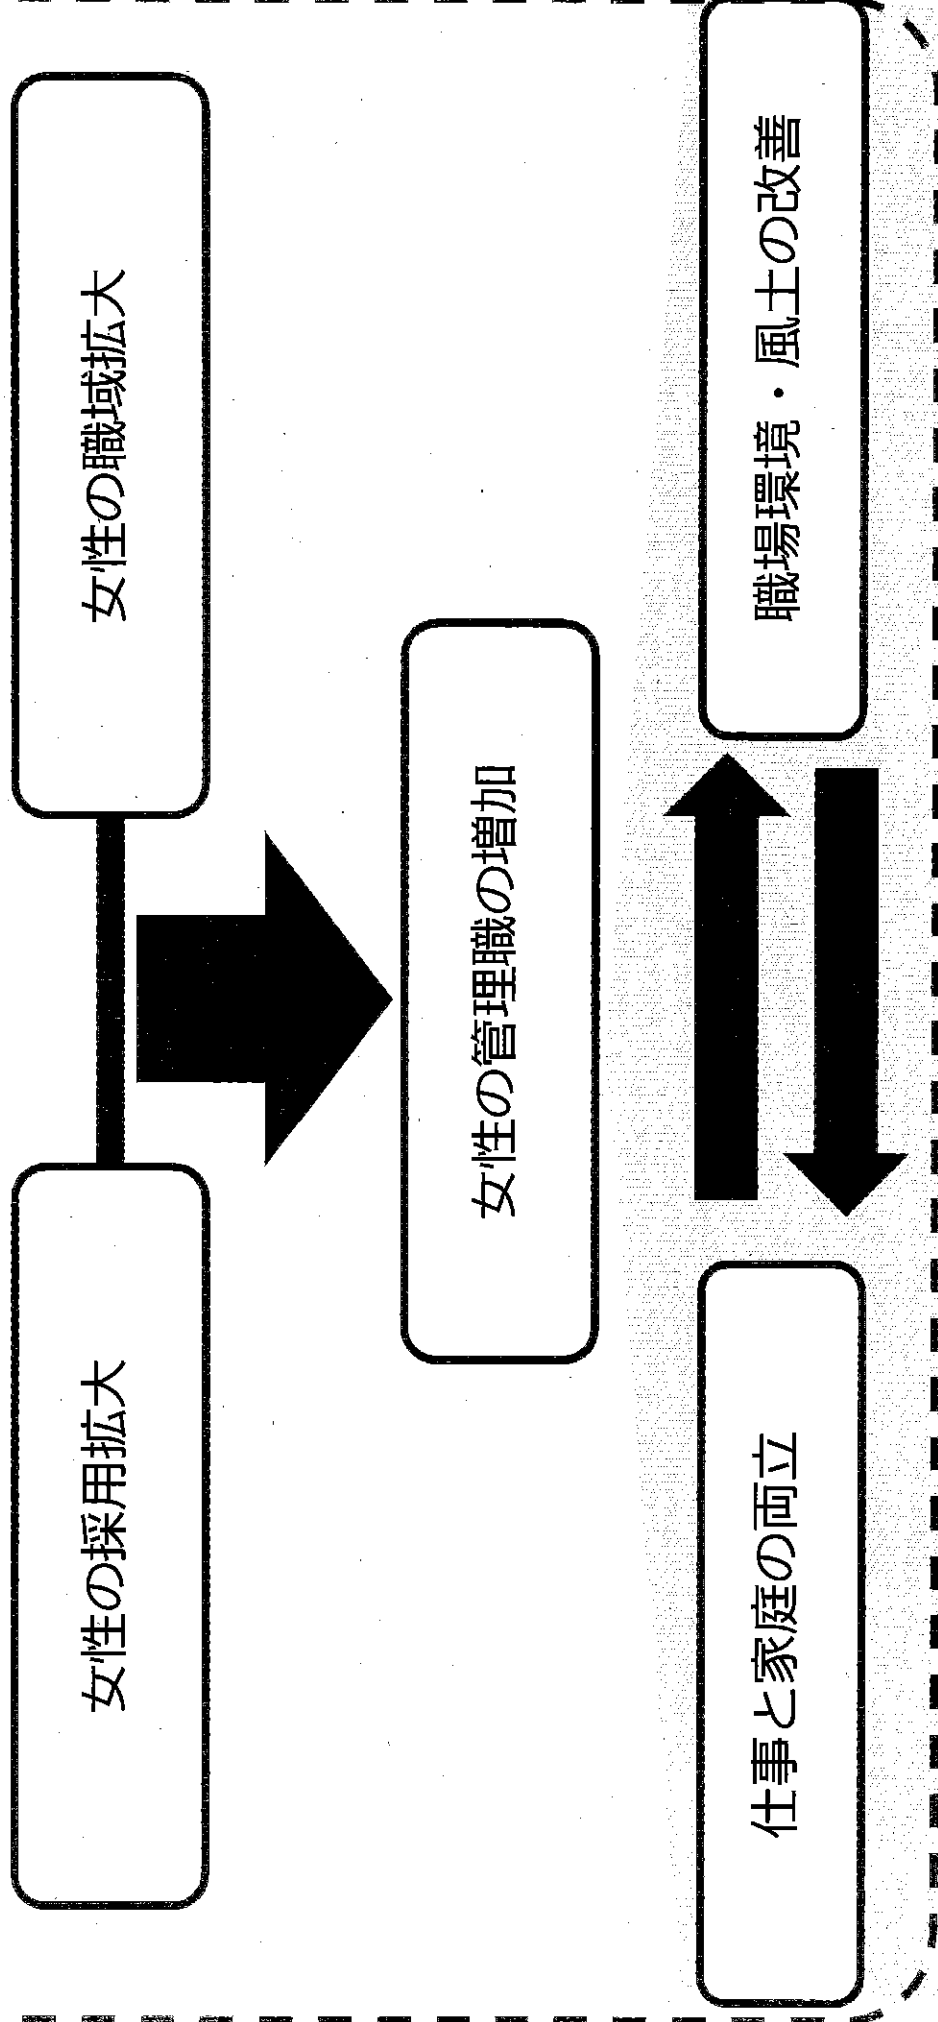 女性の採用拡大
女性の職域拡大
女性の管理職の増加
仕事と家庭の両立
職場環境・風土の改善